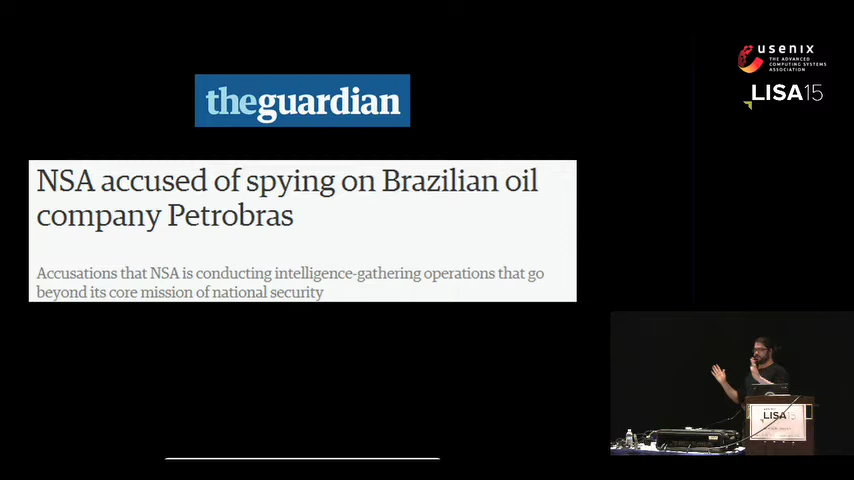 theguardian
NSA accused of spying on Brazilian oil
company Petrobras
Accusations that NSA is conducting intelligence-gathering operations that go
beyond its core mission of national security
usenix
THE ADVANCED
COMPUTING SYSTEMS
ASSOCIATION
LISA15
LISA15